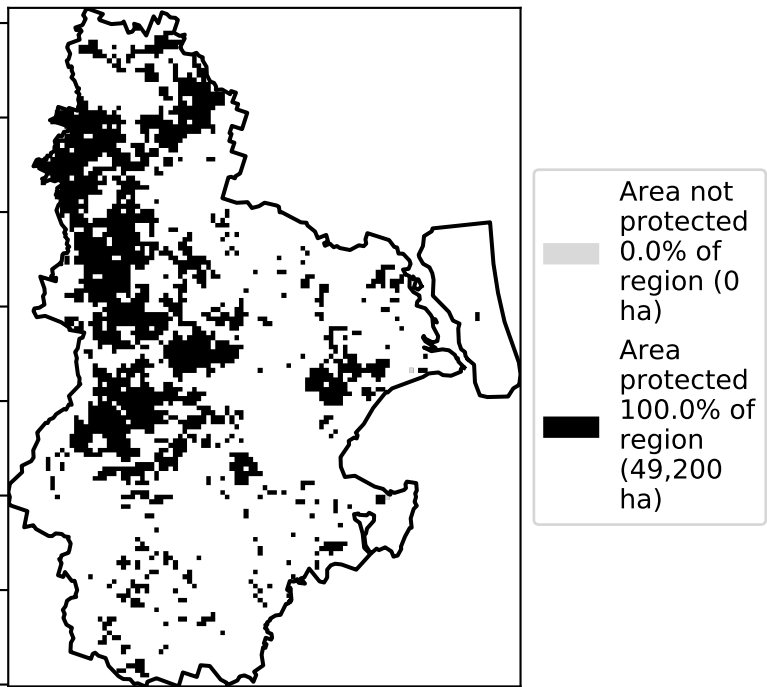 Area not
protected
0.0% of
region (0
ha)
Area
protected
100.0% of
region
(49,200
ha)